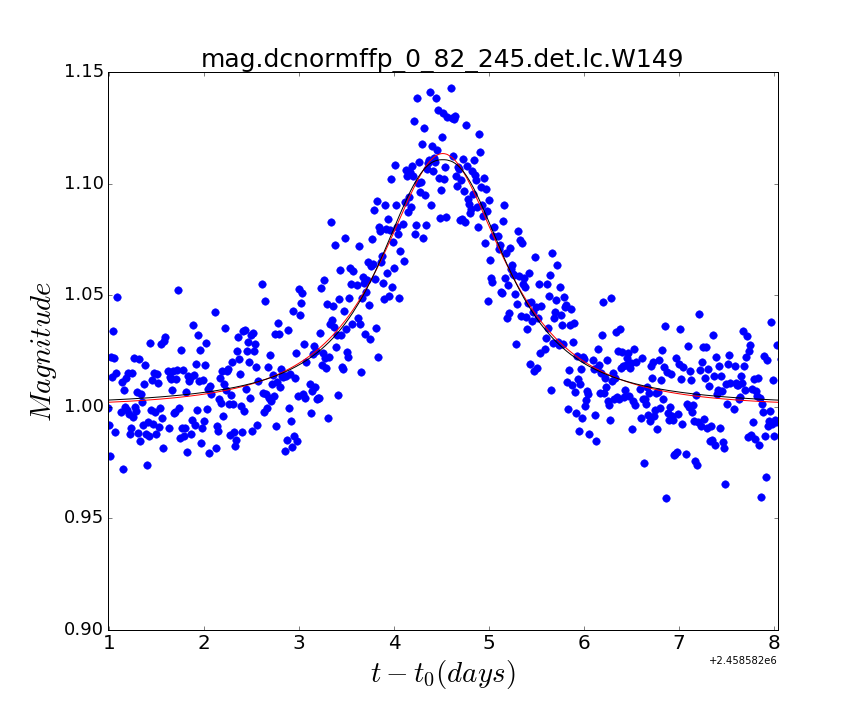 mag.dcnormffp_0_82_245.det.lc.W149
1.15
1.10
1.05
1.00
0.95
0.90
Magnitude
1 2 3 4 5 6 7 8
+2.458582e6
t − t₀(days)